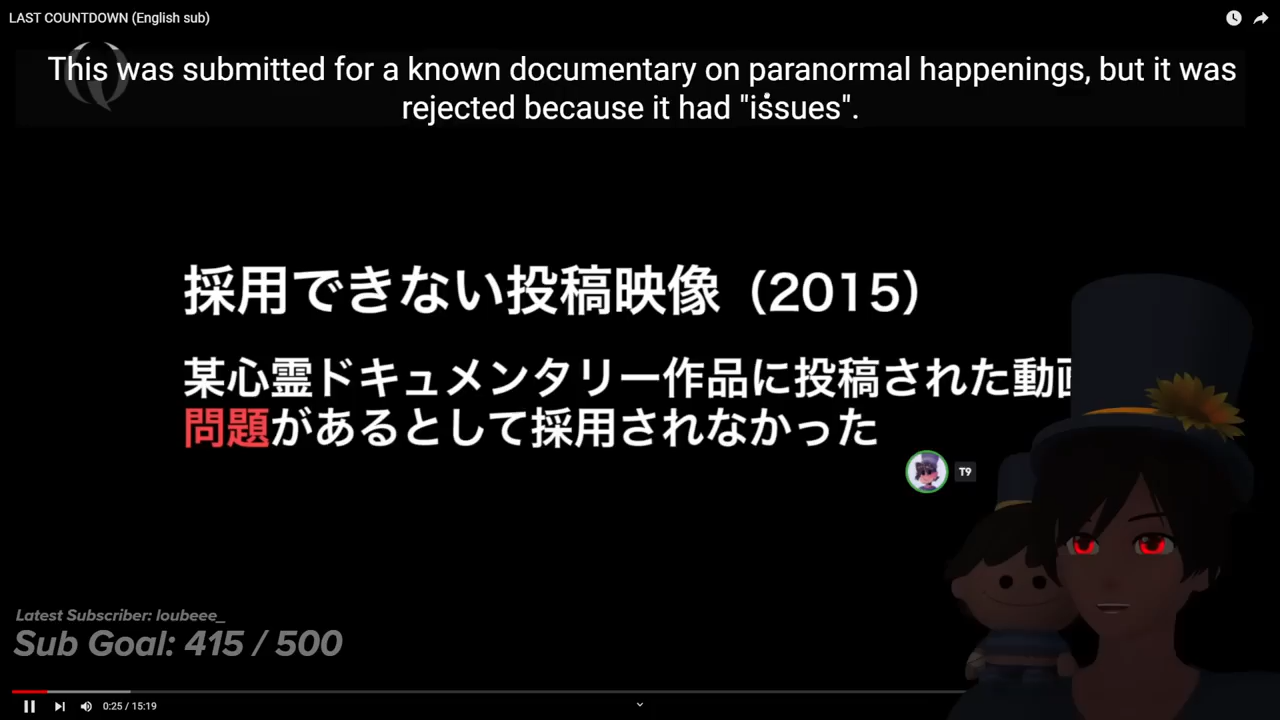 LAST COUNTDOWN (English sub)
This was submitted for a known documentary on paranormal happenings, but it was
rejected because it had "issues".
採用できない投稿映像（2015）
某心霊ドキュメンタリー作品に投稿された動
問題があるとして採用されなかった
T9
Latest Subscriber: loubeee_
Sub Goal: 415 / 500
0:25 / 15:19